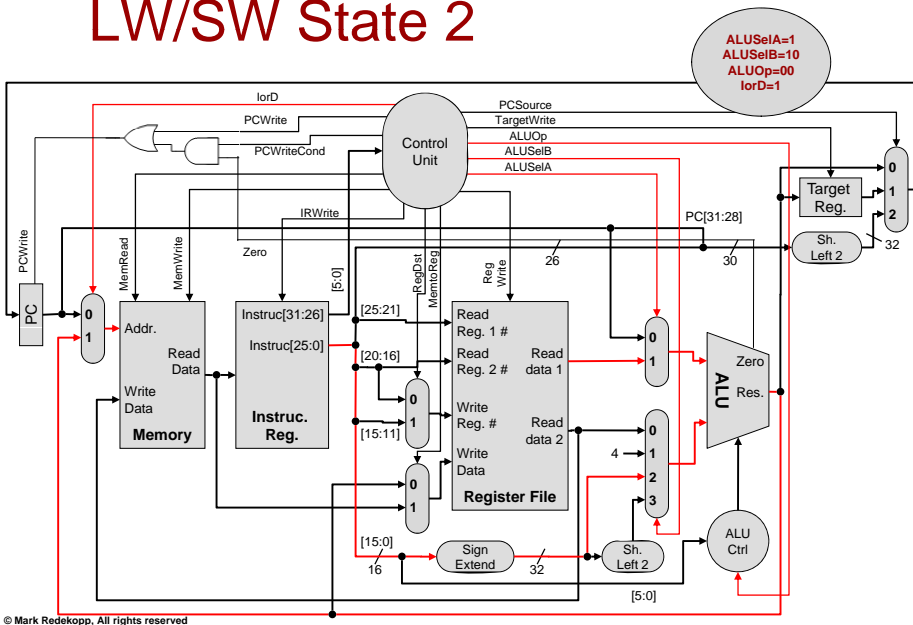 LW/SW State 2
ALUSelA=1
ALUSelB=10
ALUOp=00
IorD=1
IorD
PCWrite
PCWriteCond
Control
Unit
PCSource
TargetWrite
ALUOp
ALUSelB
ALUSelA
0
1
2
Target
Reg.
PC[31:28]
Sh.
Left 2
32
26
30
PCWrite
MemRead
MemWrite
Zero
IRWrite
[5:0]
RegDst
MemtoReg
Reg
Write
PC
0
1
Addr.
Read
Data
Write
Data
Memory
Instruc[31:26]
Instruc[25:0]
Instruc.
Reg.
[25:21]
[20:16]
[15:11]
0
1
0
1
Read
Reg. 1 #
Read
Reg. 2 #
Write
Reg. #
Write
Data
Read
data 1
Read
data 2
Register File
0
1
4
0
1
2
3
ALU
Zero
Res.
[15:0]
16
Sign
Extend
32
Sh.
Left 2
ALU
Ctrl
[5:0]
© Mark Redekopp, All rights reserved